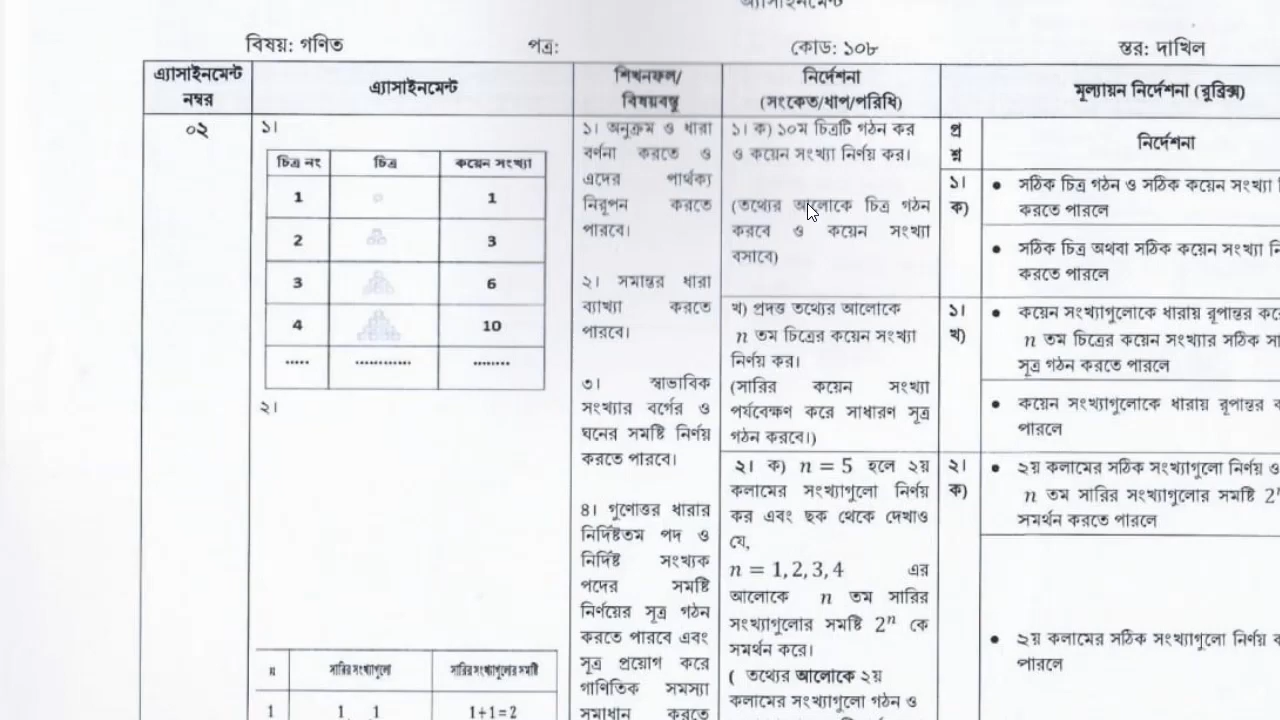 বিষয়: গণিত পত্র: কোড: ১০৮ স্তর: দাখিল
এ্যাসাইনমেন্ট
নম্বর
এ্যাসাইনমেন্ট
শিখনফল/
বিষয়বস্তু
নির্দেশনা
(সংকেত/ধাপ/পরিধি)
মূল্যায়ন নির্দেশনা (রুব্রিক্স)
০২
১।
চিত্র নং চিত্র কয়েন সংখ্যা
1 1
2 3
3 6
4 10
..... ............ ........
২।
n সারির সংখ্যাগুলো সারির সংখ্যাগুলোর সমষ্টি
1 1 1 1+1=2
১। অনুক্রম ও ধারা
বর্ণনা করতে ও
এদের পার্থক্য
নিরূপন করতে
পারবে।
২। সমান্তর ধারা
ব্যাখ্যা করতে
পারবে।
৩। স্বাভাবিক
সংখ্যার বর্গের ও
ঘনের সমষ্টি নির্ণয়
করতে পারবে।
৪। গুণোত্তর ধারার
নির্দিষ্টতম পদ ও
নির্দিষ্ট সংখ্যক
পদের সমষ্টি
নির্ণয়ের সূত্র গঠন
করতে পারবে এবং
সূত্র প্রয়োগ করে
গাণিতিক সমস্যা
সমাধান করতে
১। ক) ১০ম চিত্রটি গঠন কর
ও কয়েন সংখ্যা নির্ণয় কর।
(তথ্যের আলোকে চিত্র গঠন
করবে ও কয়েন সংখ্যা
বসাবে)
খ) প্রদত্ত তথ্যের আলোকে
n তম চিত্রের কয়েন সংখ্যা
নির্ণয় কর।
(সারির কয়েন সংখ্যা
পর্যবেক্ষণ করে সাধারণ সূত্র
গঠন করবে।)
২। ক) n = 5 হলে ২য়
কলামের সংখ্যাগুলো নির্ণয়
কর এবং ছক থেকে দেখাও
যে,
n = 1, 2, 3, 4 এর
আলোকে n তম সারির
সংখ্যাগুলোর সমষ্টি 2ⁿ কে
সমর্থন করে।
( তথ্যের আলোকে ২য়
কলামের সংখ্যাগুলো গঠন ও
প্র
শ্ন
নির্দেশনা
১।
ক)
• সঠিক চিত্র গঠন ও সঠিক কয়েন সংখ্যা
করতে পারলে
• সঠিক চিত্র অথবা সঠিক কয়েন সংখ্যা
করতে পারলে
১।
খ)
• কয়েন সংখ্যাগুলোকে ধারায় রূপান্তর
n তম চিত্রের কয়েন সংখ্যার সঠিক
সূত্র গঠন করতে পারলে
• কয়েন সংখ্যাগুলোকে ধারায় রূপান্তর
পারলে
২।
ক)
• ২য় কলামের সঠিক সংখ্যাগুলো নির্ণয় ও
n তম সারির সংখ্যাগুলোর সমষ্টি 2ⁿ
সমর্থন করতে পারলে
• ২য় কলামের সঠিক সংখ্যাগুলো নির্ণয়
পারলে